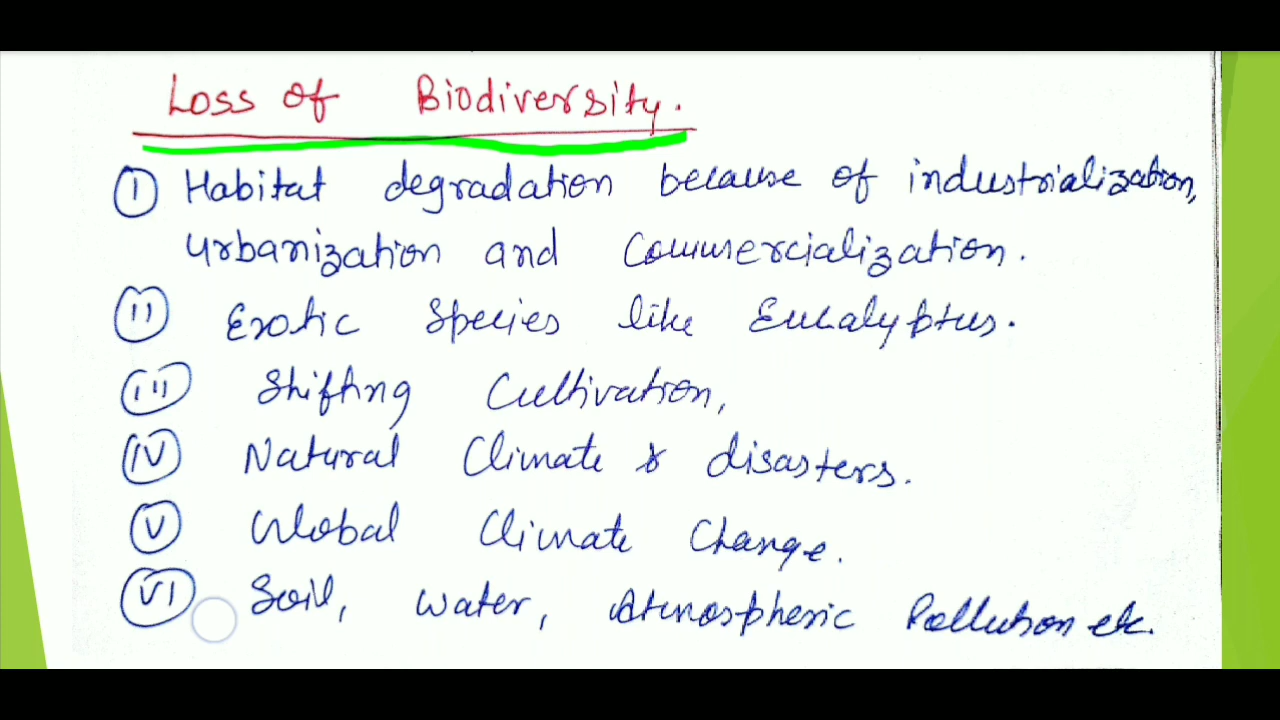 Loss of Biodiversity.
I Habitat degradation because of industrialization,
urbanization and Commercialization.
II Exotic Species like Eucalyptus.
III Shifting Cultivation,
IV Natural Climate & disasters.
V Global Climate Change.
VI Soil, Water, Atmospheric Pollution etc.